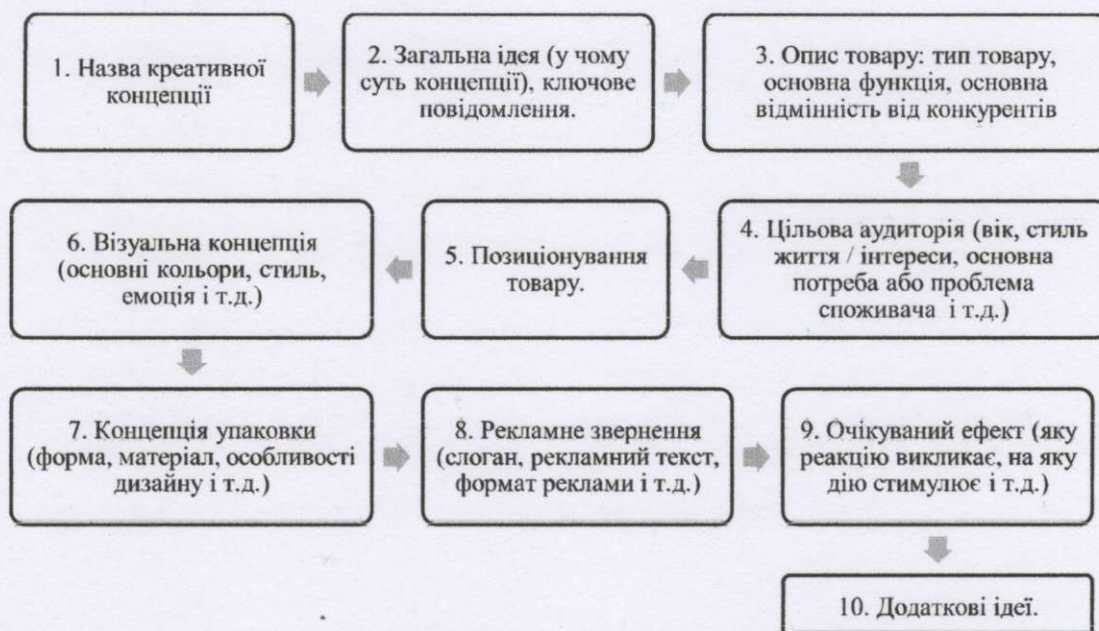 1. Назва креативної
концепції
2. Загальна ідея (у чому
суть концепції), ключове
повідомлення.
3. Опис товару: тип товару,
основна функція, основна
відмінність від конкурентів
4. Цільова аудиторія (вік, стиль
життя / інтереси, основна
потреба або проблема
споживача і т.д.)
5. Позиціонування
товару.
6. Візуальна концепція
(основні кольори, стиль,
емоція і т.д.)
7. Концепція упаковки
(форма, матеріал, особливості
дизайну і т.д.)
8. Рекламне звернення
(слоган, рекламний текст,
формат реклами і т.д.)
9. Очікуваний ефект (яку
реакцію викликає, на яку
дію стимулює і т.д.)
10. Додаткові ідеї.